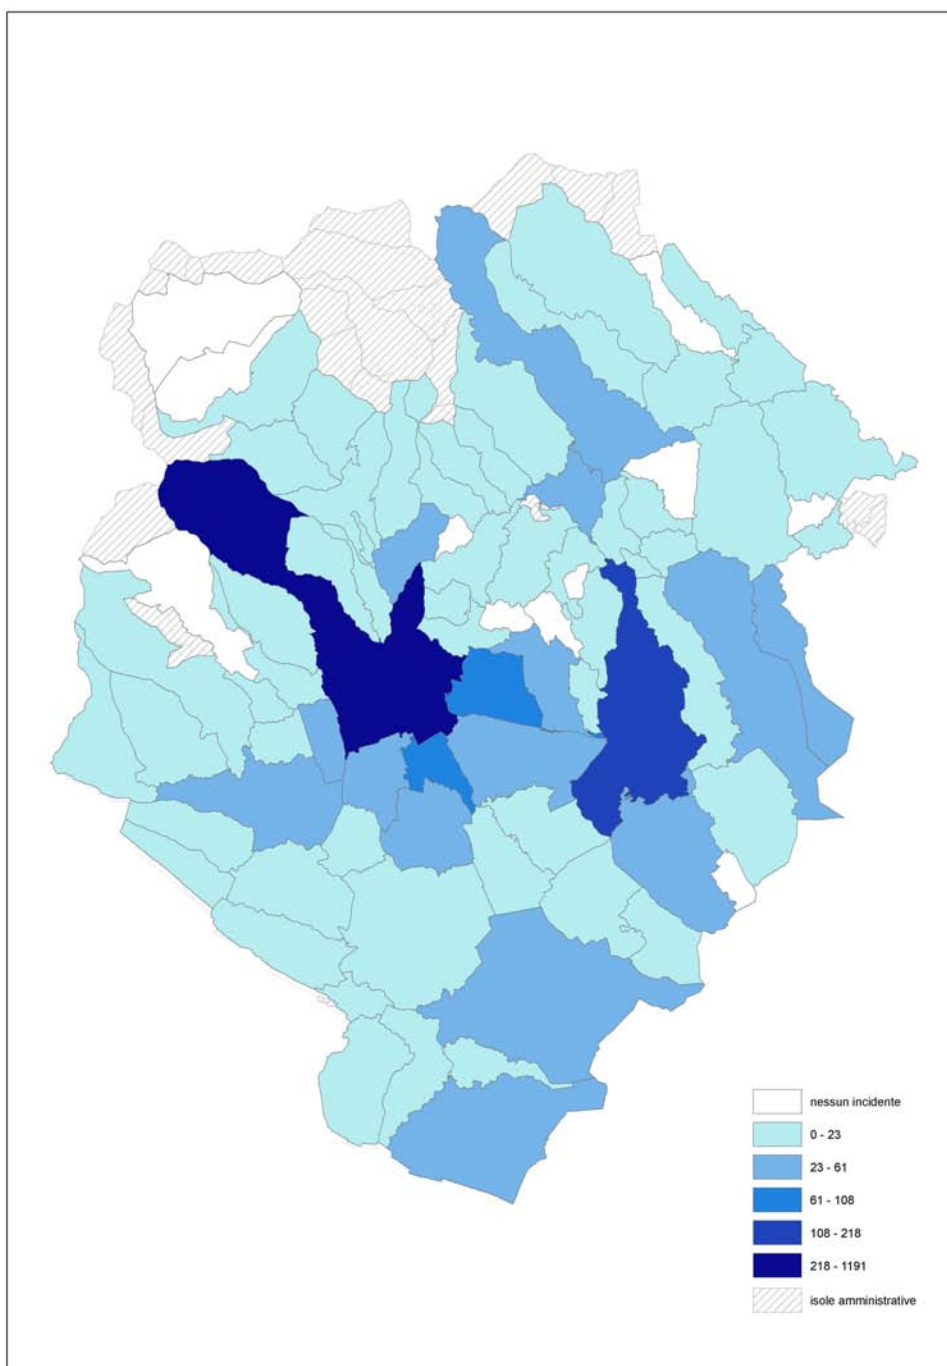 nessun incidente
0 - 23
23 - 61
61 - 108
108 - 218
218 - 1191
isole amministrative